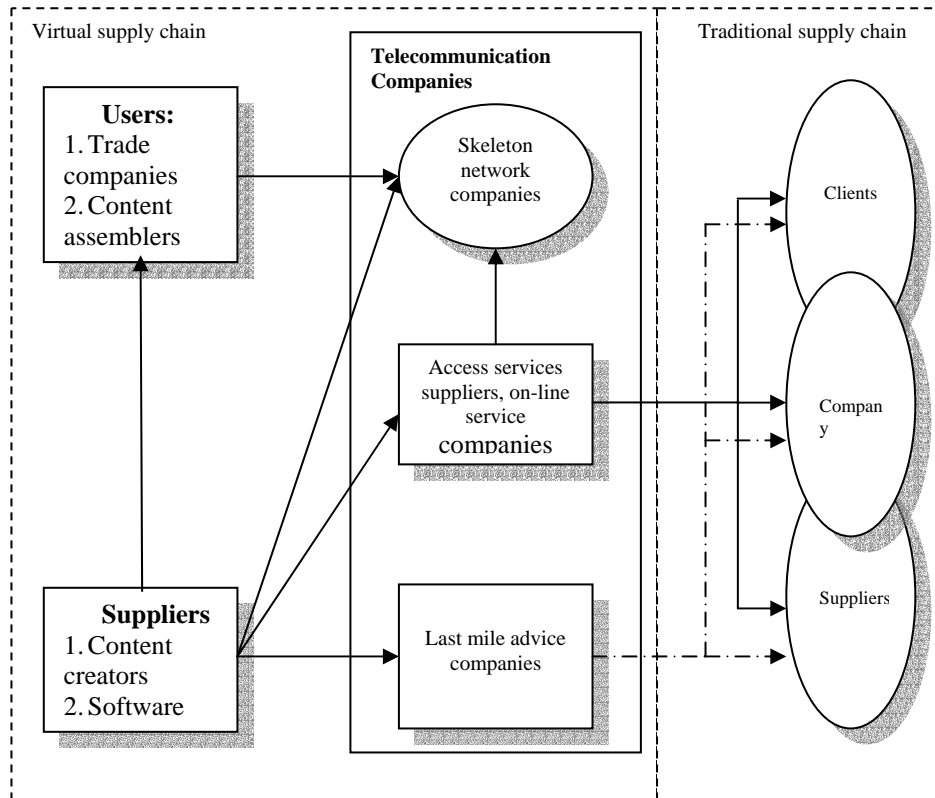 Virtual supply chain
Traditional supply chain
Telecommunication
Companies
Users:
1. Trade
companies
2. Content
assemblers
Skeleton
network
companies
Clients
Access services
suppliers, on-line
service
companies
Compan
y
Suppliers
1. Content
creators
2. Software
Last mile advice
companies
Suppliers